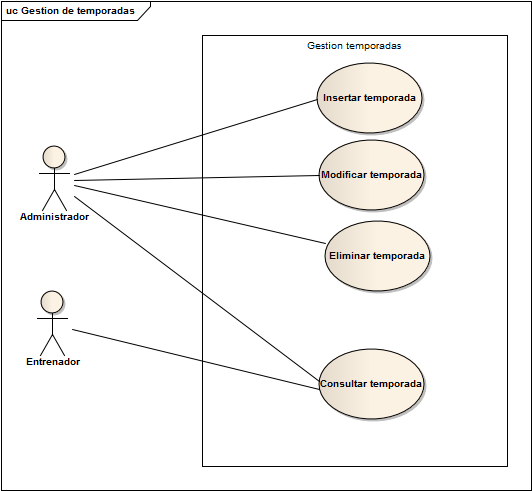 uc Gestion de temporadas
Gestion temporadas
Insertar temporada
Modificar temporada
Administrador
Eliminar temporada
Entrenador
Consultar temporada